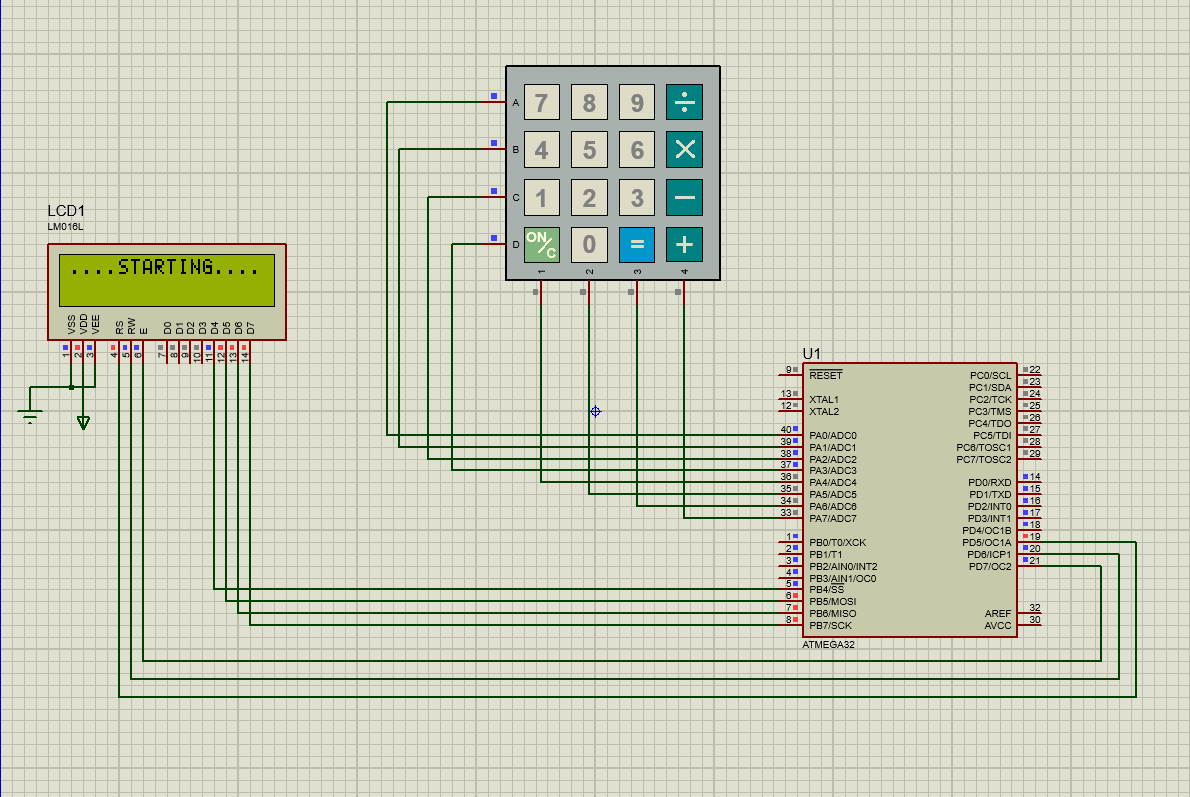 LCD1
LM016L
....STARTING....
VSS VDD VEE RS RW E D0 D1 D2 D3 D4 D5 D6 D7
1 2 3 4 5 6 7 8 9 10 11 12 13 14
A 7 8 9 ÷
B 4 5 6 ×
C 1 2 3 −
D ON/C 0 = +
1 2 3 4
U1
9 RESET
13 XTAL1
12 XTAL2
40 PA0/ADC0
39 PA1/ADC1
38 PA2/ADC2
37 PA3/ADC3
36 PA4/ADC4
35 PA5/ADC5
34 PA6/ADC6
33 PA7/ADC7
1 PB0/T0/XCK
2 PB1/T1
3 PB2/AIN0/INT2
4 PB3/AIN1/OC0
5 PB4/SS
6 PB5/MOSI
7 PB6/MISO
8 PB7/SCK
PC0/SCL 22
PC1/SDA 23
PC2/TCK 24
PC3/TMS 25
PC4/TDO 26
PC5/TDI 27
PC6/TOSC1 28
PC7/TOSC2 29
PD0/RXD 14
PD1/TXD 15
PD2/INT0 16
PD3/INT1 17
PD4/OC1B 18
PD5/OC1A 19
PD6/ICP1 20
PD7/OC2 21
AREF 32
AVCC 30
ATMEGA32